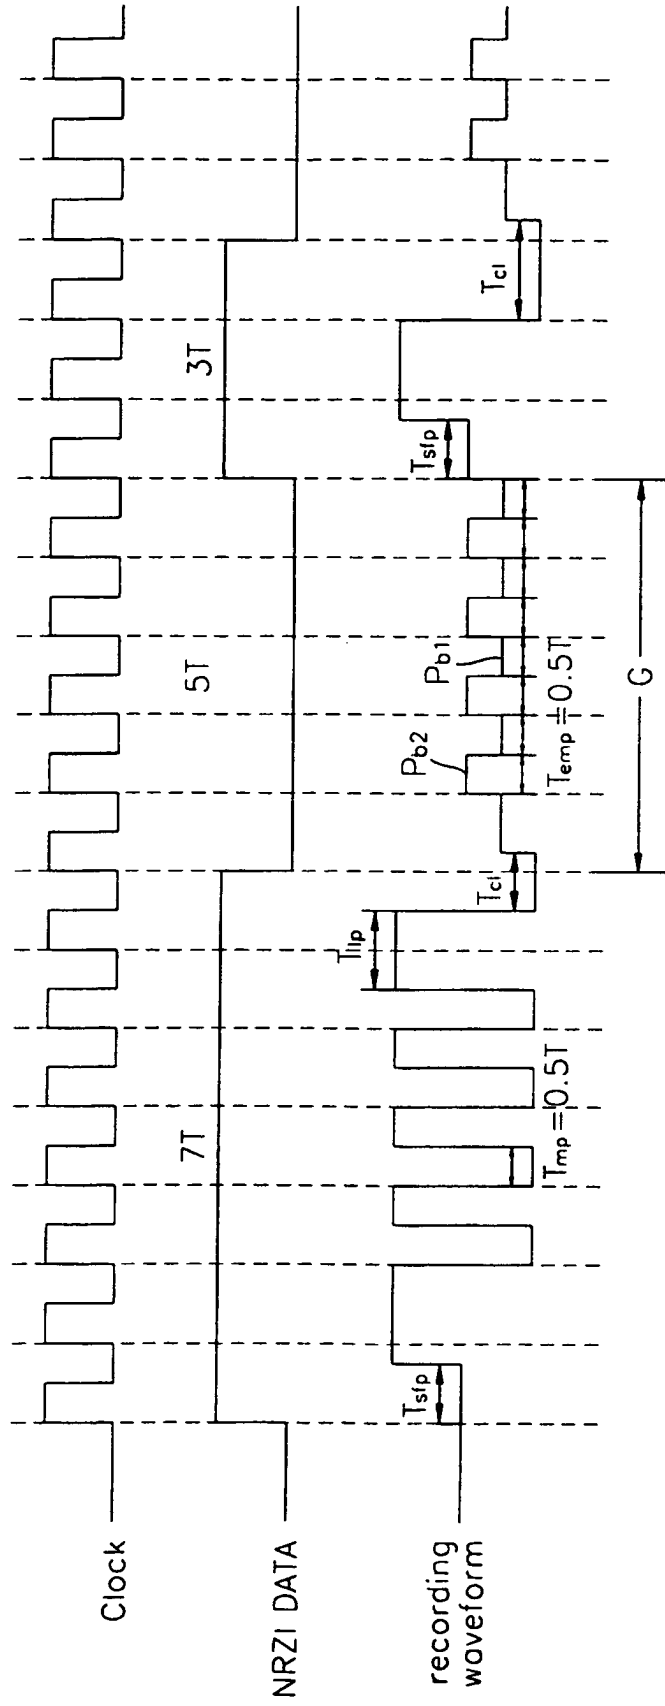 Clock
NRZI DATA
7T
5T
3T
recording
waveform
Tsfp
Tmp=0.5T
Tllp
Tcl
Pb2
Pb1
Temp=0.5T
Tsfp
Tcl
G